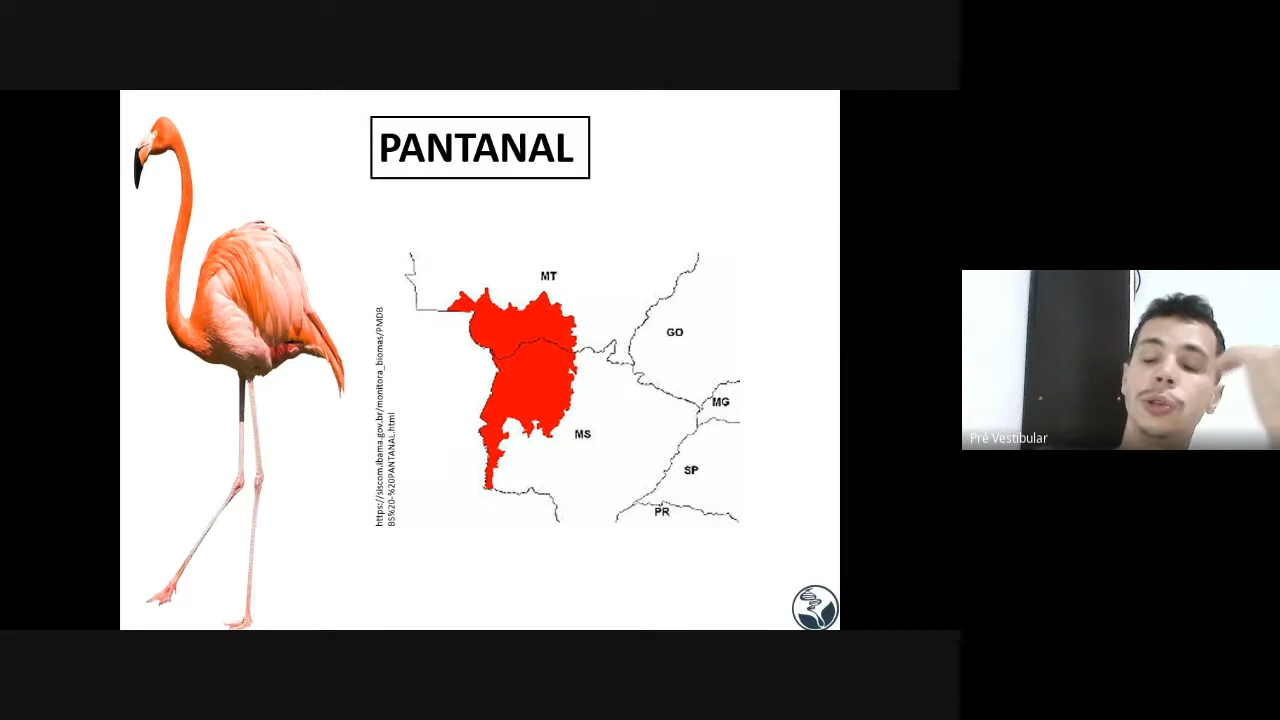 PANTANAL
MT
GO
MG
MS
SP
PR
https://siscom.ibama.gov.br/monitora_biomas/PMDB
BS%20-%20PANTANAL.html
Pré Vestibular